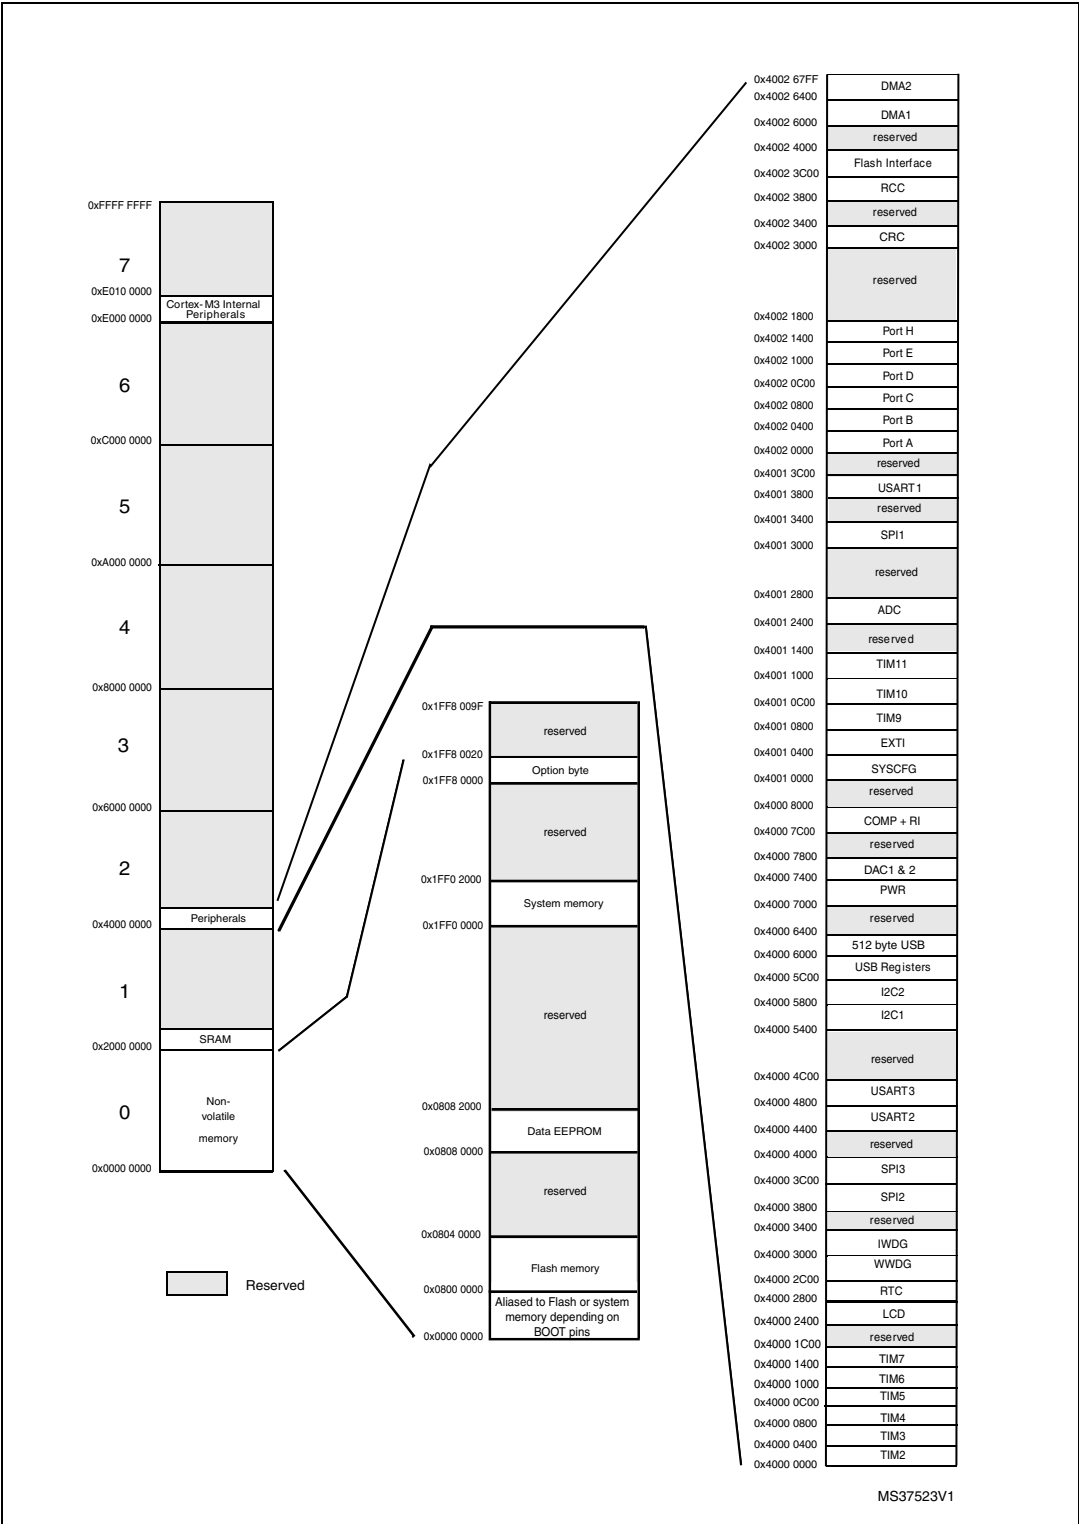 0xFFFF FFFF
7
0xE010 0000
Cortex-M3 Internal
Peripherals
0xE000 0000
6
0xC000 0000
5
0xA000 0000
4
0x8000 0000
3
0x6000 0000
2
Peripherals
0x4000 0000
1
SRAM
0x2000 0000
0
Non-
volatile
memory
0x0000 0000
Reserved
0x1FF8 009F
reserved
0x1FF8 0020
Option byte
0x1FF8 0000
reserved
0x1FF0 2000
System memory
0x1FF0 0000
reserved
0x0808 2000
Data EEPROM
0x0808 0000
reserved
0x0804 0000
Flash memory
0x0800 0000
Aliased to Flash or system
memory depending on
BOOT pins
0x0000 0000
0x4002 67FF
DMA2
0x4002 6400
DMA1
0x4002 6000
reserved
0x4002 4000
Flash Interface
0x4002 3C00
RCC
0x4002 3800
reserved
0x4002 3400
CRC
0x4002 3000
reserved
0x4002 1800
Port H
0x4002 1400
Port E
0x4002 1000
Port D
0x4002 0C00
Port C
0x4002 0800
Port B
0x4002 0400
Port A
0x4002 0000
reserved
0x4001 3C00
USART1
0x4001 3800
reserved
0x4001 3400
SPI1
0x4001 3000
reserved
0x4001 2800
ADC
0x4001 2400
reserved
0x4001 1400
TIM11
0x4001 1000
TIM10
0x4001 0C00
TIM9
0x4001 0800
EXTI
0x4001 0400
SYSCFG
0x4001 0000
reserved
0x4000 8000
COMP + RI
0x4000 7C00
reserved
0x4000 7800
DAC1 & 2
0x4000 7400
PWR
0x4000 7000
reserved
0x4000 6400
512 byte USB
0x4000 6000
USB Registers
0x4000 5C00
I2C2
0x4000 5800
I2C1
0x4000 5400
reserved
0x4000 4C00
USART3
0x4000 4800
USART2
0x4000 4400
reserved
0x4000 4000
SPI3
0x4000 3C00
SPI2
0x4000 3800
reserved
0x4000 3400
IWDG
0x4000 3000
WWDG
0x4000 2C00
RTC
0x4000 2800
LCD
0x4000 2400
reserved
0x4000 1C00
TIM7
0x4000 1400
TIM6
0x4000 1000
TIM5
0x4000 0C00
TIM4
0x4000 0800
TIM3
0x4000 0400
TIM2
0x4000 0000
MS37523V1